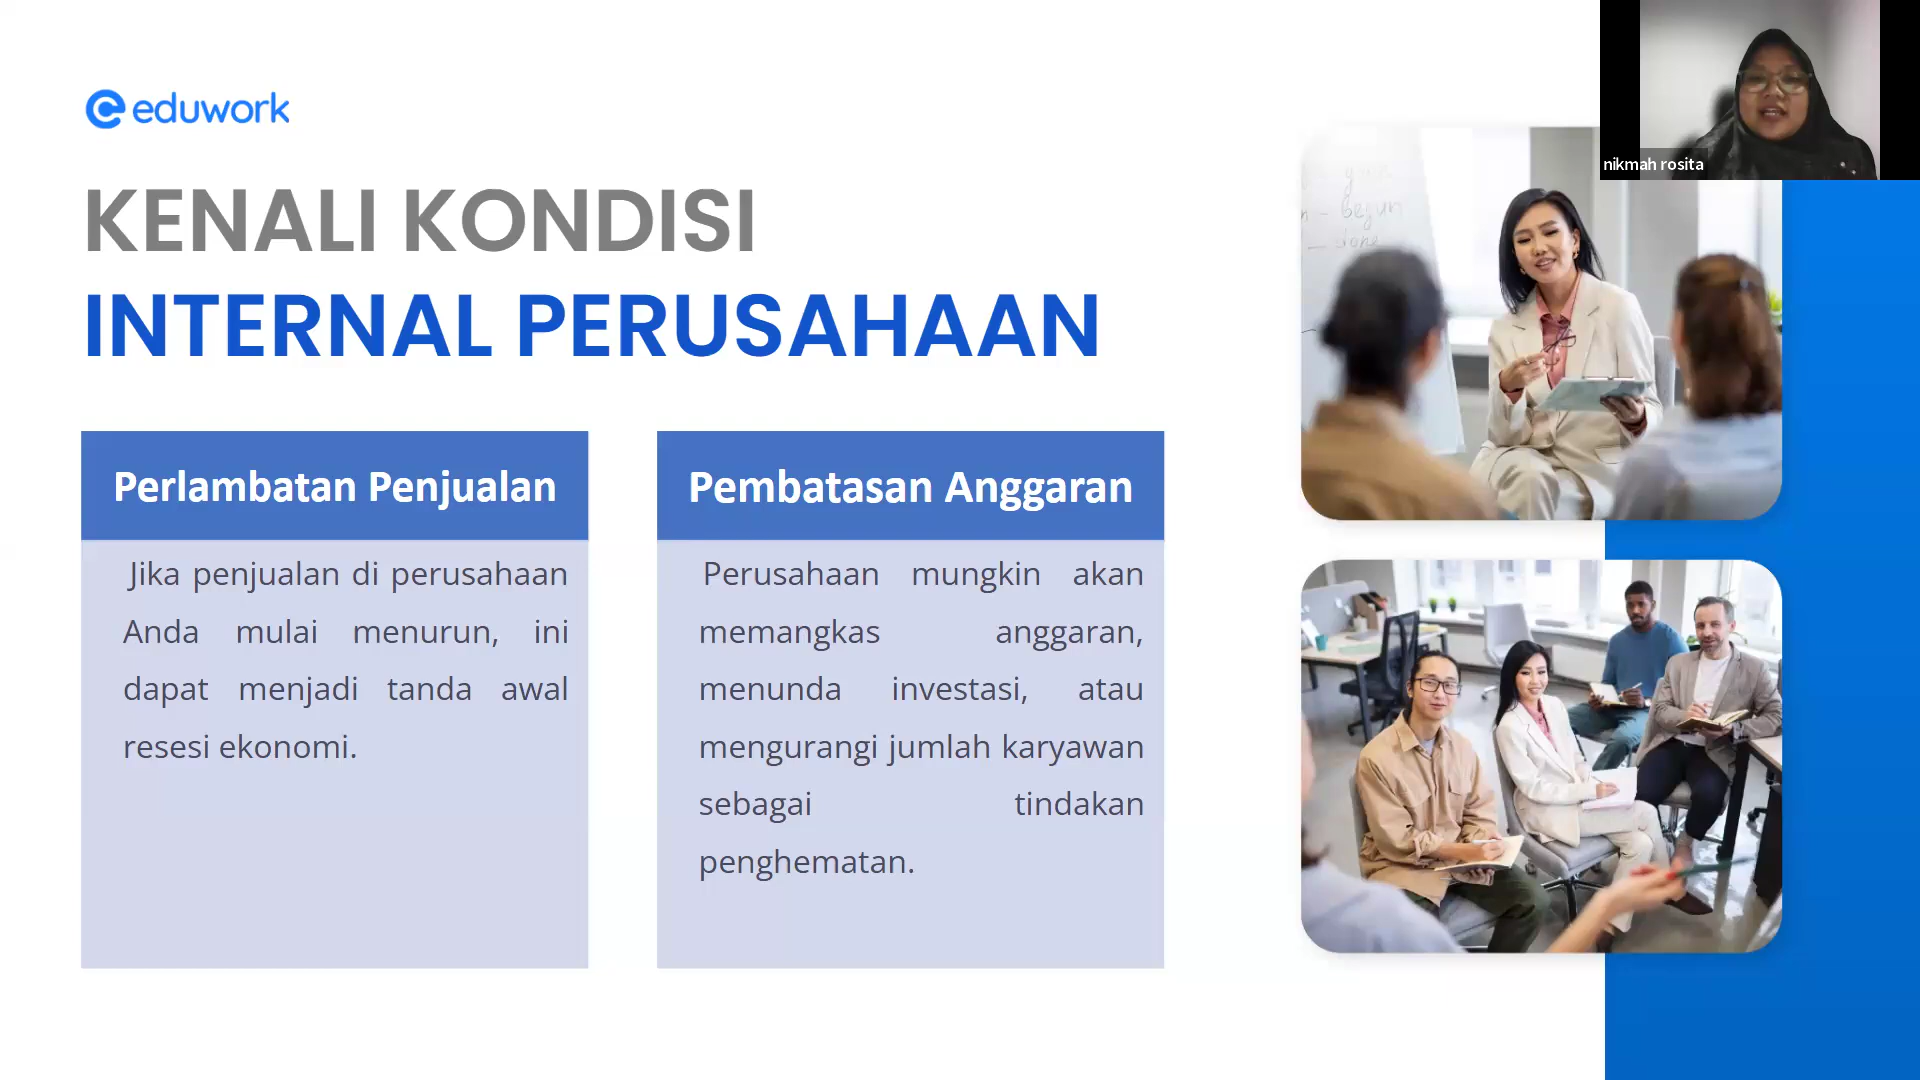 eduwork
KENALI KONDISI
INTERNAL PERUSAHAAN
Perlambatan Penjualan
Jika penjualan di perusahaan
Anda mulai menurun, ini
dapat menjadi tanda awal
resesi ekonomi.
Pembatasan Anggaran
Perusahaan mungkin akan
memangkas anggaran,
menunda investasi, atau
mengurangi jumlah karyawan
sebagai tindakan
penghematan.
nikmah rosita
begun
done